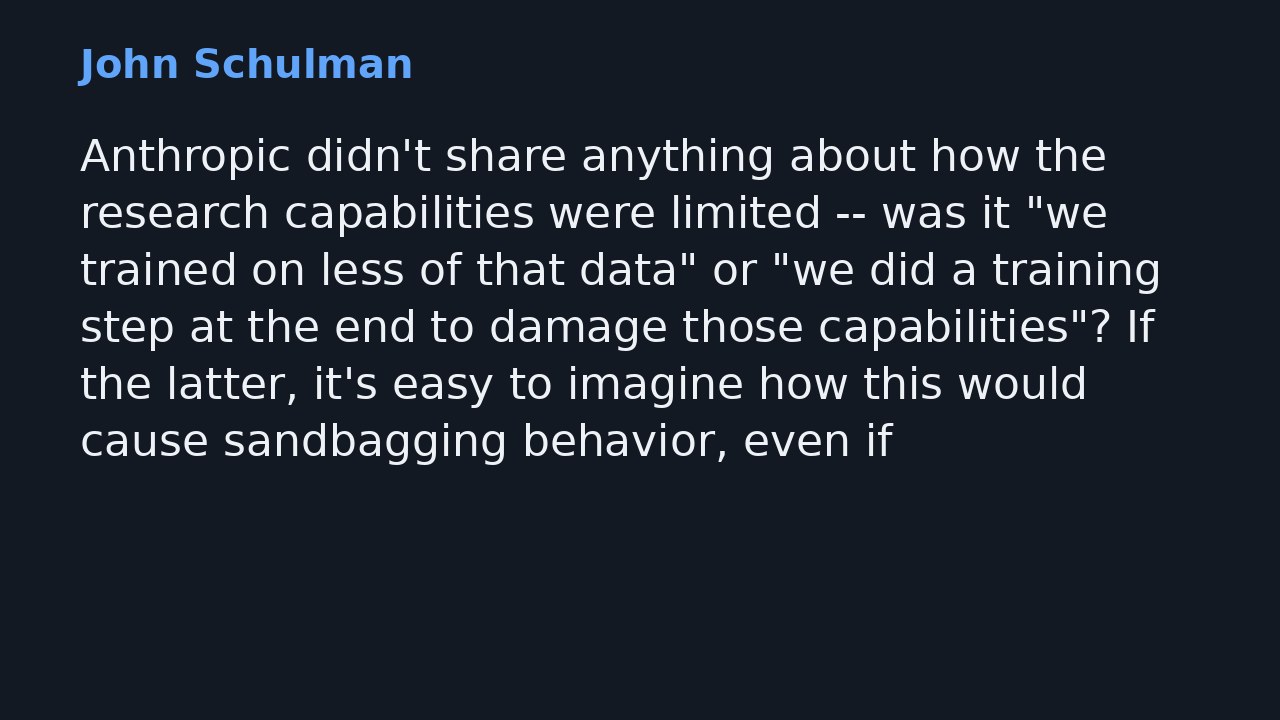 John Schulman
Anthropic didn't share anything about how the
research capabilities were limited -- was it "we
trained on less of that data" or "we did a training
step at the end to damage those capabilities"? If
the latter, it's easy to imagine how this would
cause sandbagging behavior, even if